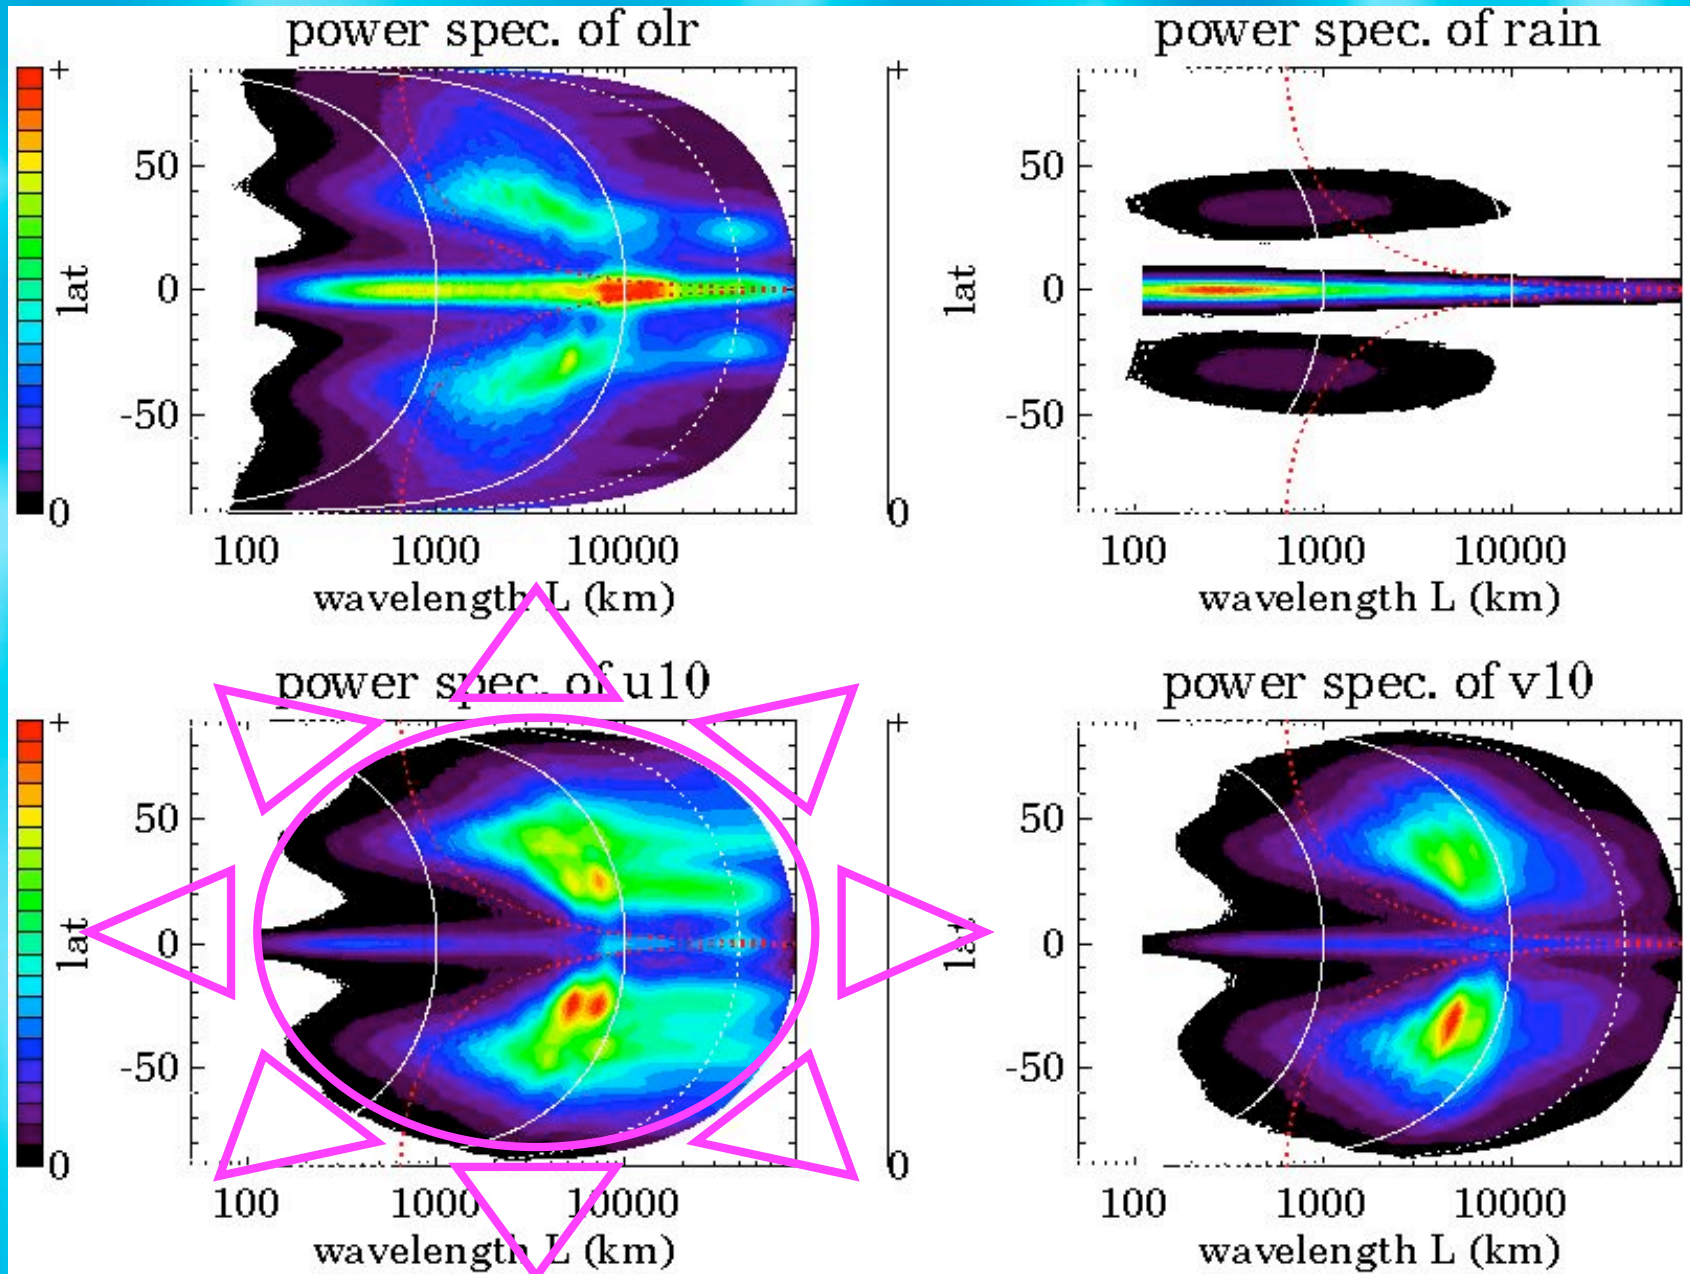 power spec. of olr
+
50
0
-50
lat
0
100
1000
10000
wavelength L (km)
power spec. of rain
+
50
0
-50
lat
0
100
1000
10000
wavelength L (km)
power spec. of u10
+
50
0
-50
lat
0
100
1000
10000
wavelength L (km)
power spec. of v10
+
50
0
-50
lat
0
100
1000
10000
wavelength L (km)